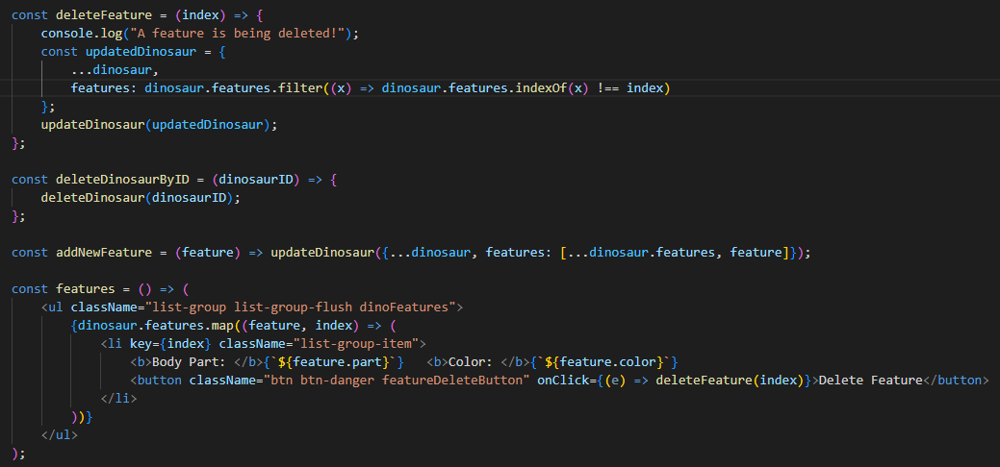 const deleteFeature = (index) => {
    console.log("A feature is being deleted!");
    const updatedDinosaur = {
        ...dinosaur,
        features: dinosaur.features.filter((x) => dinosaur.features.indexOf(x) !== index)
    };
    updateDinosaur(updatedDinosaur);
};

const deleteDinosaurByID = (dinosaurID) => {
    deleteDinosaur(dinosaurID);
};

const addNewFeature = (feature) => updateDinosaur({...dinosaur, features: [...dinosaur.features, feature]});

const features = () => (
    <ul className="list-group list-group-flush dinoFeatures">
        {dinosaur.features.map((feature, index) => (
            <li key={index} className="list-group-item">
                <b>Body Part: </b>{`${feature.part}`}   <b>Color: </b>{`${feature.color}`}
                <button className="btn btn-danger featureDeleteButton" onClick={(e) => deleteFeature(index)}>Delete Feature</button>
            </li>
        ))}
    </ul>
);